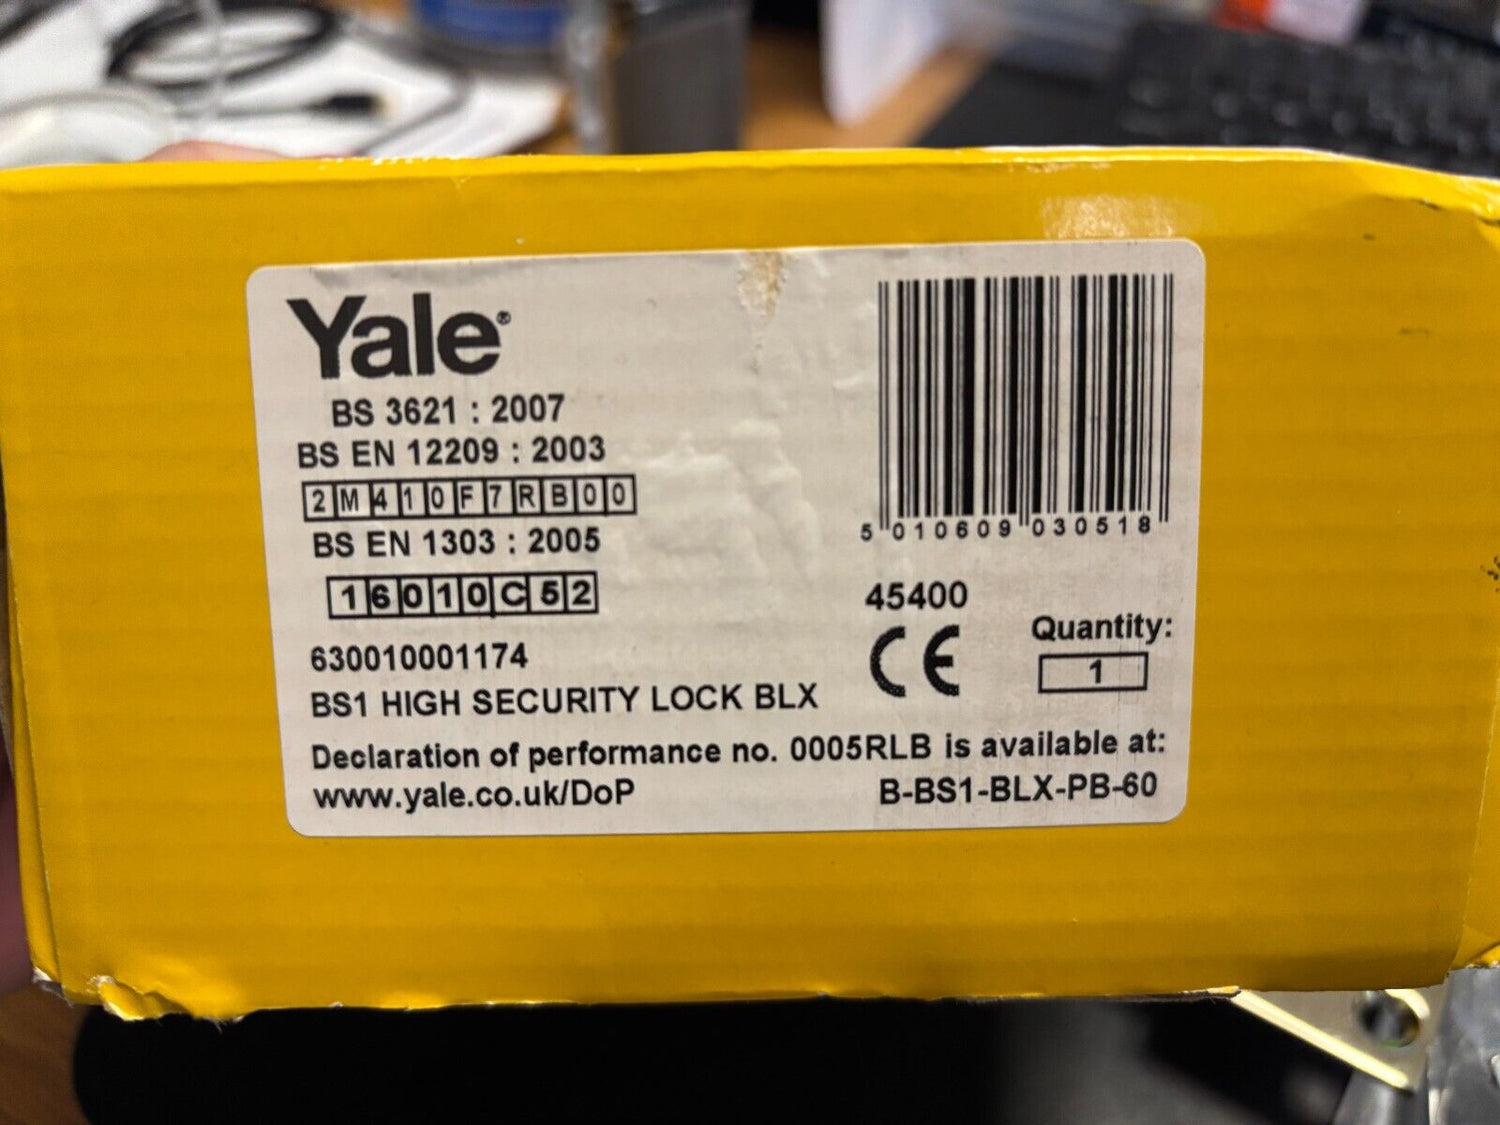 Yale®
BS 3621 : 2007
BS EN 12209 : 2003
2M410F7RB00
BS EN 1303 : 2005
16010C52
630010001174
BS1 HIGH SECURITY LOCK BLX
Declaration of performance no. 0005RLB is available at:
www.yale.co.uk/DoP
5 010609 030518
45400
CE
Quantity:
1
B-BS1-BLX-PB-60